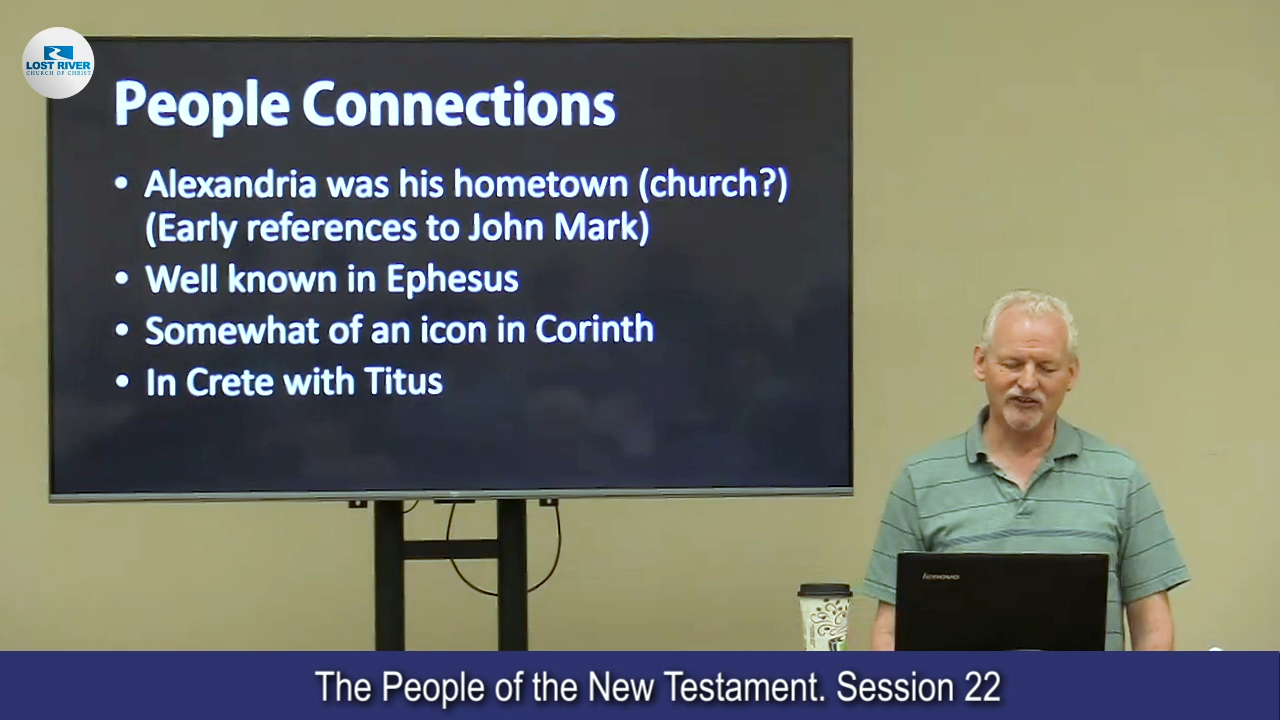 LOST RIVER
CHURCH OF CHRIST
People Connections
• Alexandria was his hometown (church?)
(Early references to John Mark)
• Well known in Ephesus
• Somewhat of an icon in Corinth
• In Crete with Titus
lenovo
The People of the New Testament. Session 22